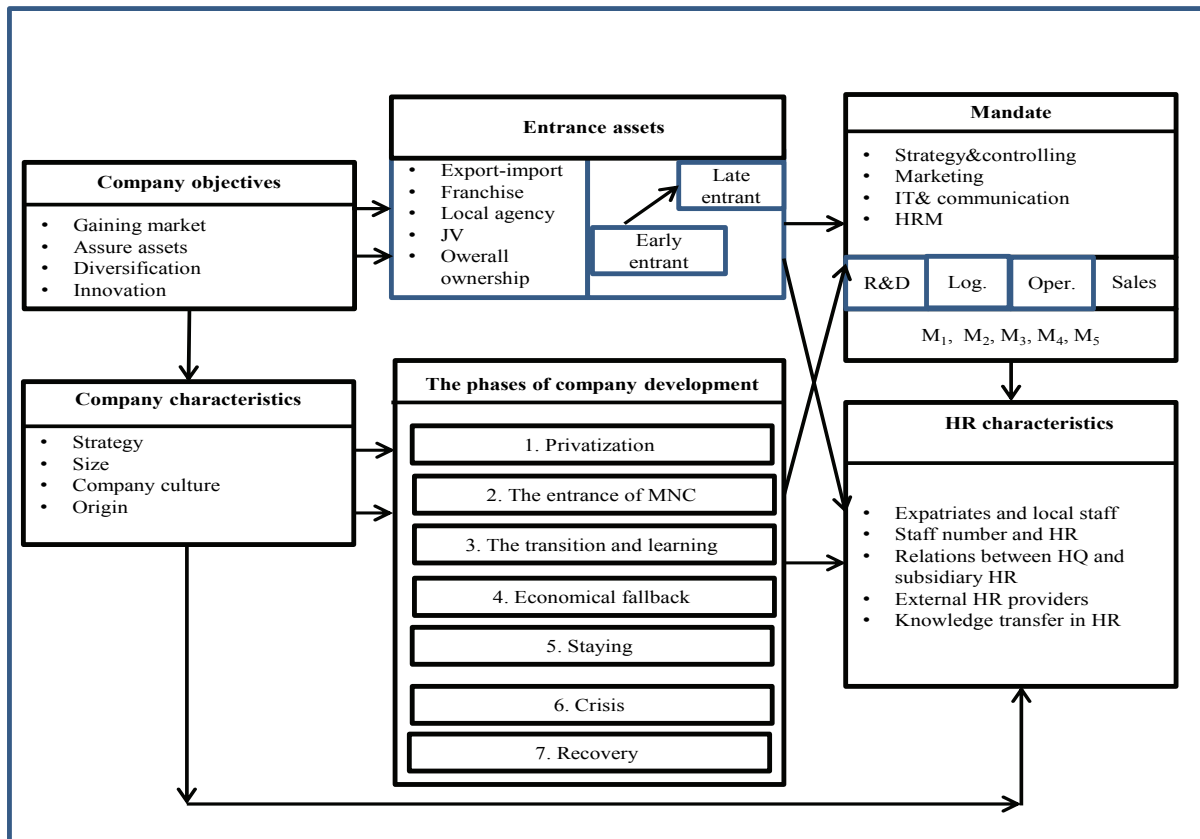 Company objectives
• Gaining market
• Assure assets
• Diversification
• Innovation
Company characteristics
• Strategy
• Size
• Company culture
• Origin
Entrance assets
• Export-import
• Franchise
• Local agency
• JV
• Owerall
ownership
Late
entrant
Early
entrant
The phases of company development
1. Privatization
2. The entrance of MNC
3. The transition and learning
4. Economical fallback
5. Staying
6. Crisis
7. Recovery
Mandate
• Strategy&controlling
• Marketing
• IT& communication
• HRM
R&D Log. Oper. Sales
M₁, M₂, M₃, M₄, M₅
HR characteristics
• Expatriates and local staff
• Staff number and HR
• Relations between HQ and
subsidiary HR
• External HR providers
• Knowledge transfer in HR